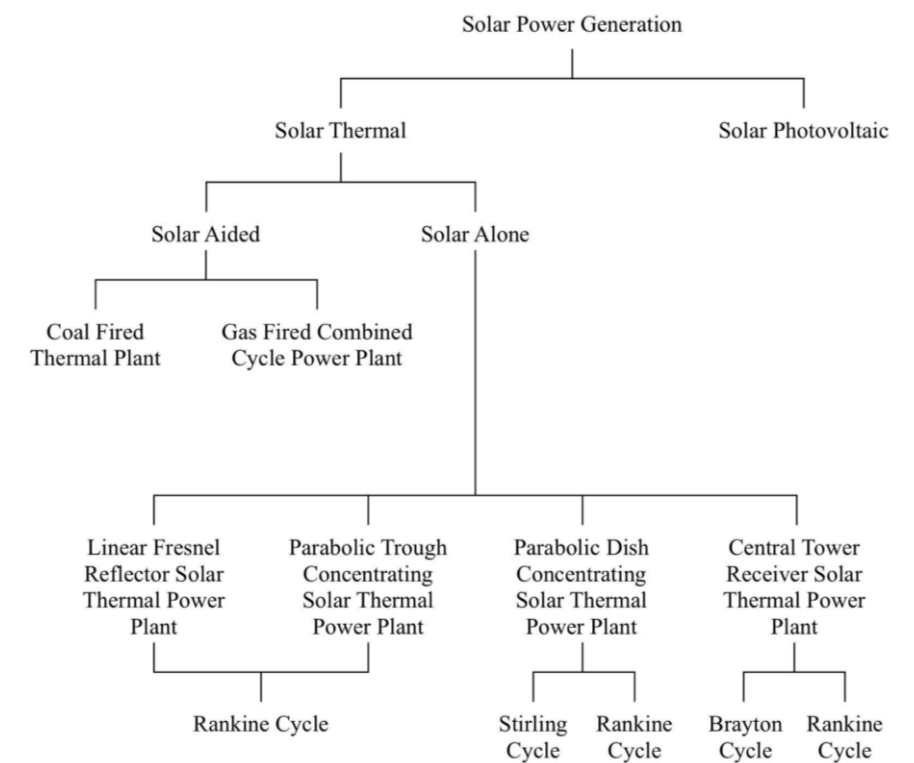 Solar Power Generation
Solar Thermal
Solar Photovoltaic
Solar Aided
Solar Alone
Coal Fired
Thermal Plant
Gas Fired Combined
Cycle Power Plant
Linear Fresnel
Reflector Solar
Thermal Power
Plant
Parabolic Trough
Concentrating
Solar Thermal
Power Plant
Parabolic Dish
Concentrating
Solar Thermal
Power Plant
Central Tower
Receiver Solar
Thermal Power
Plant
Rankine Cycle
Stirling
Cycle
Rankine
Cycle
Brayton
Cycle
Rankine
Cycle